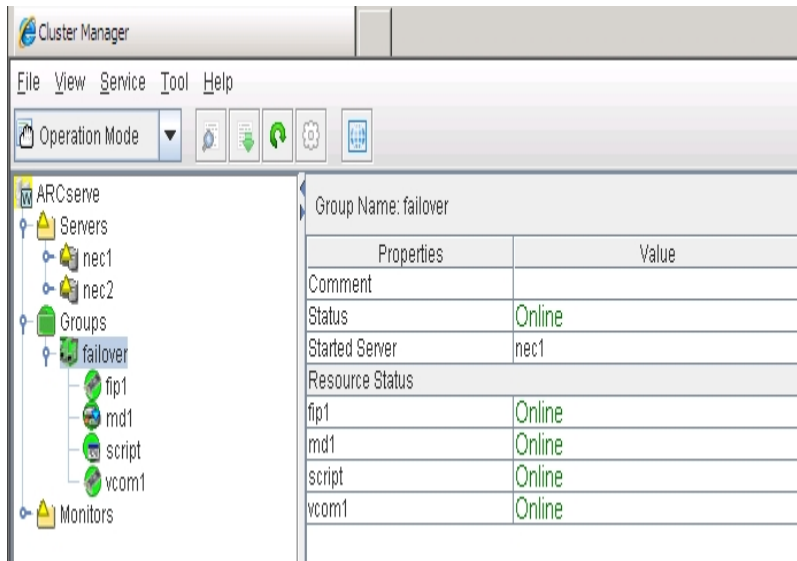 Cluster Manager
File View Service Tool Help
Operation Mode
ARCserve
Servers
nec1
nec2
Groups
failover
fip1
md1
script
vcom1
Monitors
Group Name: failover
Properties Value
Comment
Status Online
Started Server nec1
Resource Status
fip1 Online
md1 Online
script Online
vcom1 Online